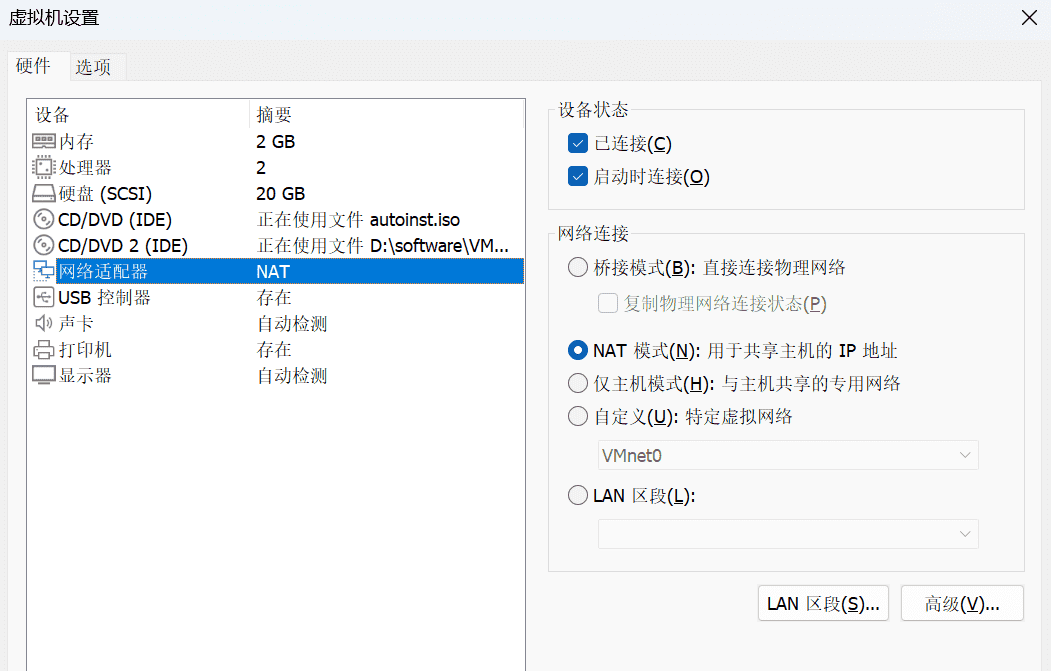 虚拟机设置
硬件 选项
设备 摘要
内存 2 GB
处理器 2
硬盘 (SCSI) 20 GB
CD/DVD (IDE) 正在使用文件 autoinst.iso
CD/DVD 2 (IDE) 正在使用文件 D:\software\VM...
网络适配器 NAT
USB 控制器 存在
声卡 自动检测
打印机 存在
显示器 自动检测
设备状态
已连接(C)
启动时连接(O)
网络连接
桥接模式(B): 直接连接物理网络
复制物理网络连接状态(P)
NAT 模式(N): 用于共享主机的 IP 地址
仅主机模式(H): 与主机共享的专用网络
自定义(U): 特定虚拟网络
VMnet0
LAN 区段(L):
LAN 区段(S)... 高级(V)...